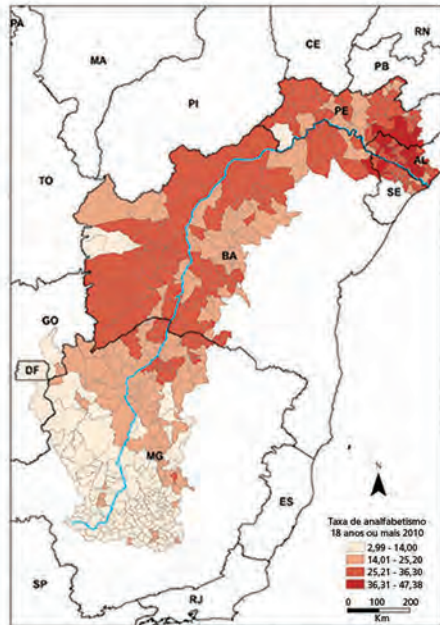 PA
RN
CE
MA
PB
PI
PE
AL
TO
SE
BA
GO
DF
MG
N
ES
Taxa de analfabetismo
18 anos ou mais 2010
2,99 - 14,00
14,01 - 25,20
25,21 - 36,30
36,31 - 47,38
SP
RJ
0 100 200
Km